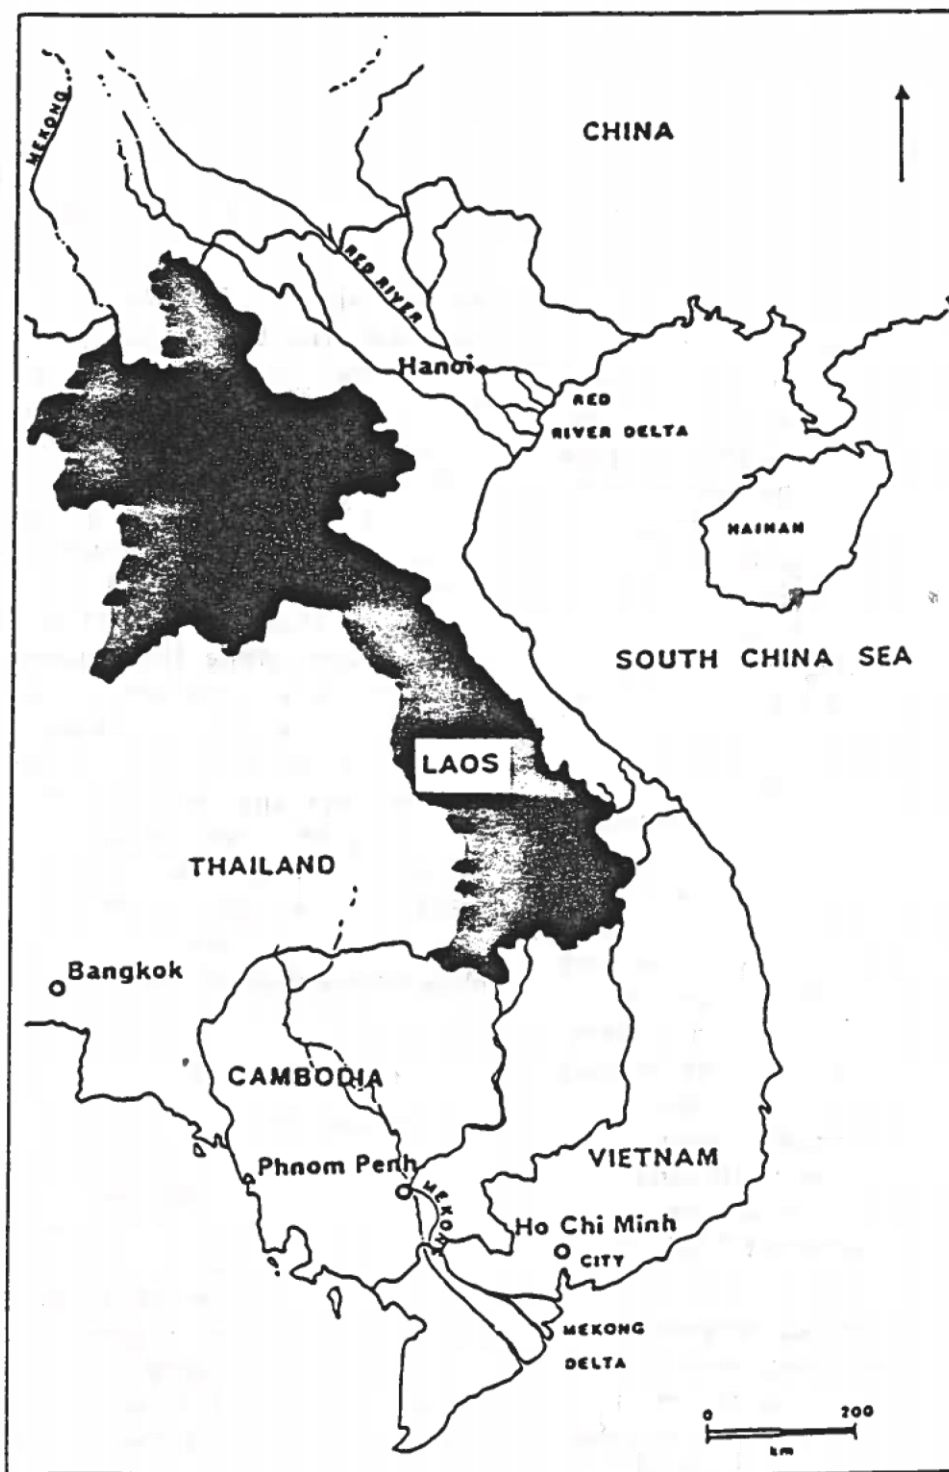 MEKONG
CHINA
RED RIVER
Hanoi
RED
RIVER DELTA
HAINAN
SOUTH CHINA SEA
LAOS
THAILAND
Bangkok
CAMBODIA
Phnom Penh
VIETNAM
MEKONG
Ho Chi Minh
CITY
MEKONG
DELTA
0 200
km